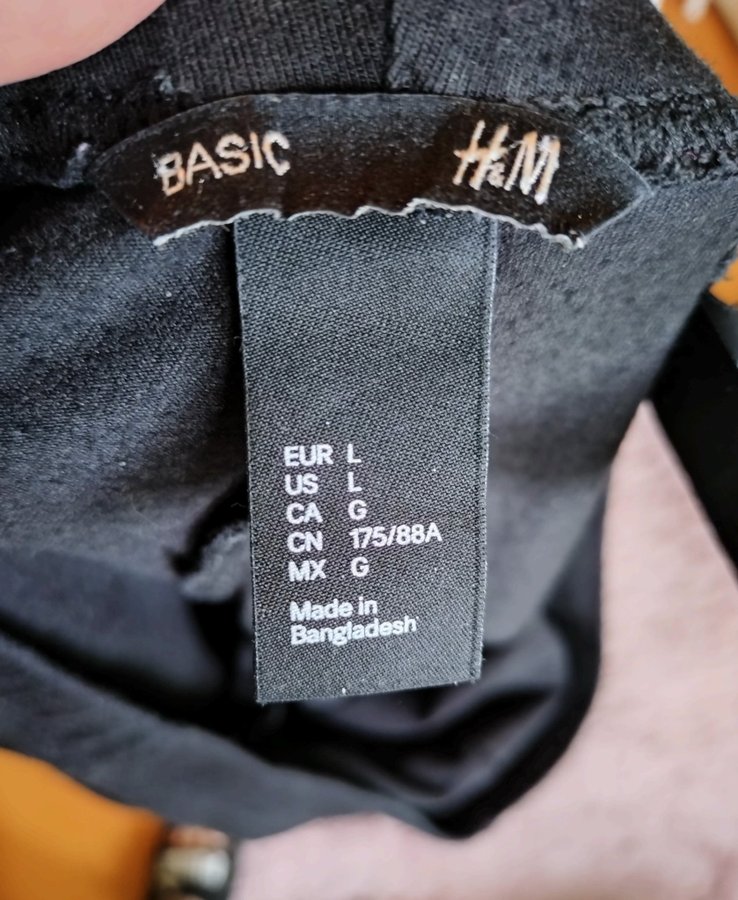 BASIC H&M
EUR L
US L
CA G
CN 175/88A
MX G
Made in
Bangladesh